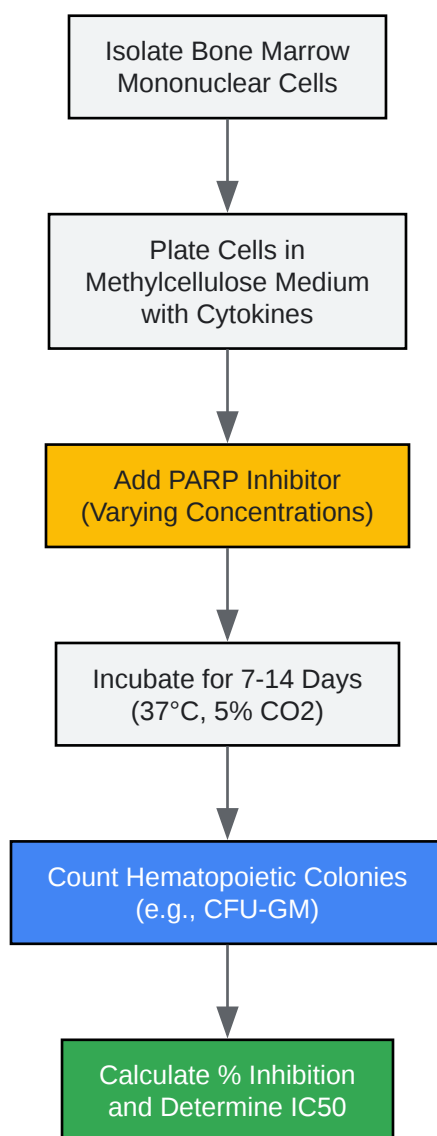 Isolate Bone Marrow
Mononuclear Cells
Plate Cells in
Methylcellulose Medium
with Cytokines
Add PARP Inhibitor
(Varying Concentrations)
Incubate for 7-14 Days
(37°C, 5% CO2)
Count Hematopoietic Colonies
(e.g., CFU-GM)
Calculate % Inhibition
and Determine IC50